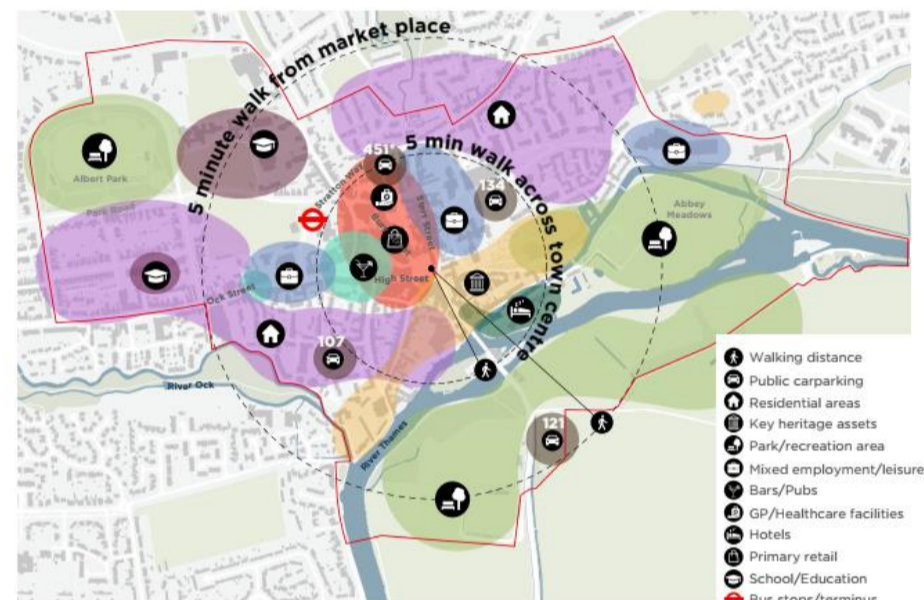 5 minute walk from market place
5 min walk across town centre
451
134
Albert Park
Park Road
Stratton Way
Abbey
Meadows
High Street
Ock Street
107
River Ock
121
River Thames
Walking distance
Public carparking
Residential areas
Key heritage assets
Park/recreation area
Mixed employment/leisure
Bars/Pubs
GP/Healthcare facilities
Hotels
Primary retail
School/Education
Bus stops/terminus